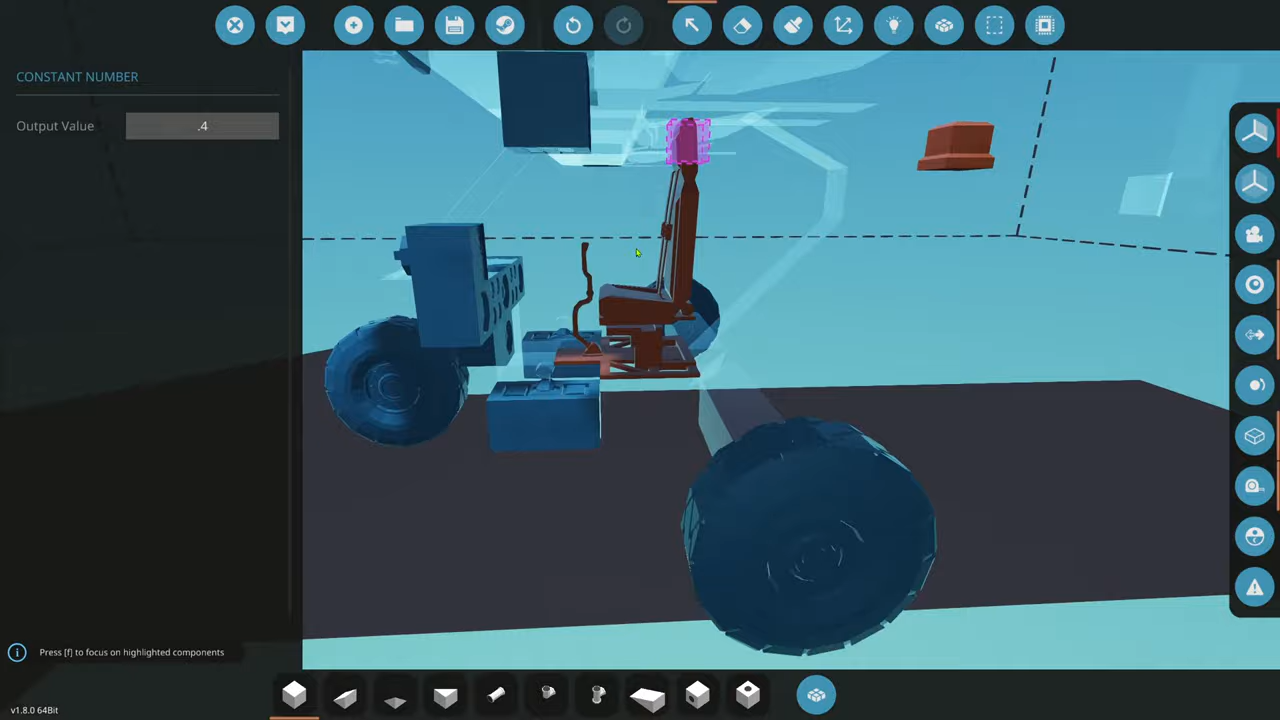 CONSTANT NUMBER
Output Value .4
Press [f] to focus on highlighted components
v1.8.0 64Bit